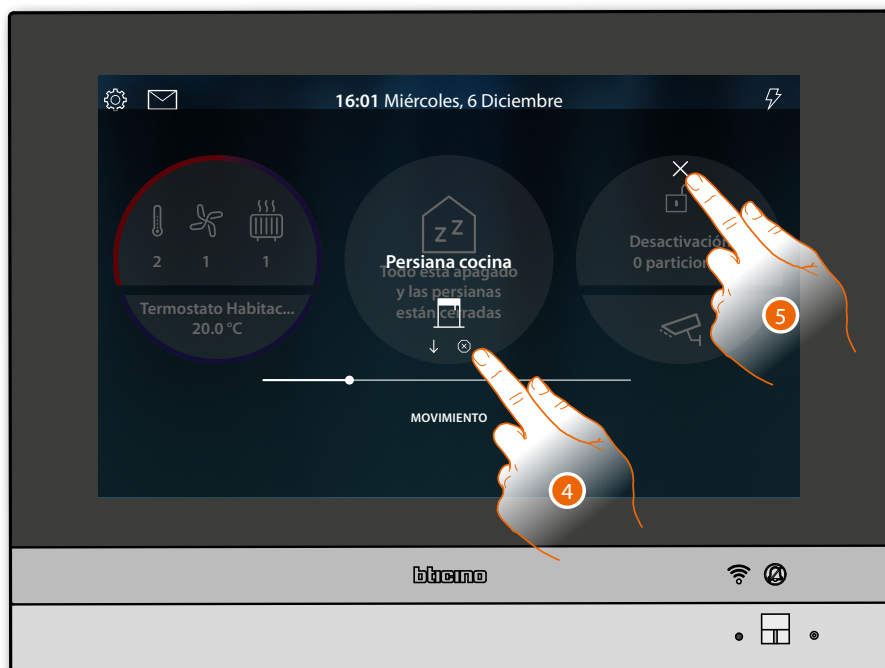 16:01 Miércoles, 6 Diciembre
2 1 1
Termostato Habitac...
20.0 °C
zZ
Persiana cocina
Todo está apagado
y las persianas
están cerradas
MOVIMIENTO
Desactivación
0 particion
5
4
bticino